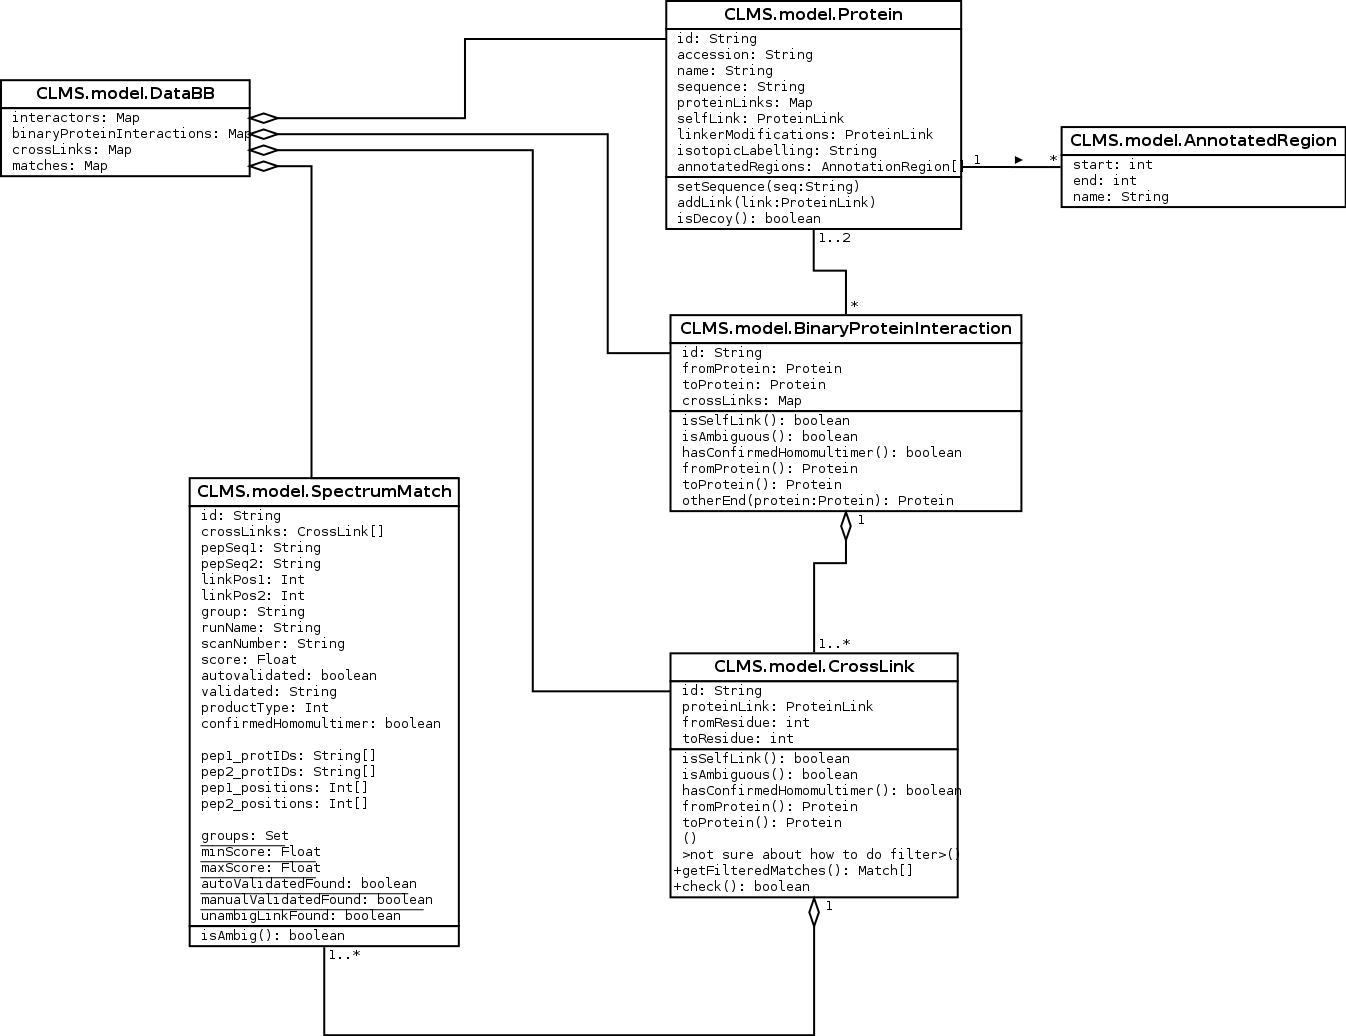 CLMS.model.Protein
id: String
accession: String
name: String
sequence: String
proteinLinks: Map
selfLink: ProteinLink
linkerModifications: ProteinLink
isotopicLabelling: String
annotatedRegions: AnnotationRegion[]
setSequence(seq:String)
addLink(link:ProteinLink)
isDecoy(): boolean
CLMS.model.DataBB
interactors: Map
binaryProteinInteractions: Map
crossLinks: Map
matches: Map
1
*
CLMS.model.AnnotatedRegion
start: int
end: int
name: String
1..2
*
CLMS.model.BinaryProteinInteraction
id: String
fromProtein: Protein
toProtein: Protein
crossLinks: Map
isSelfLink(): boolean
isAmbiguous(): boolean
hasConfirmedHomomultimer(): boolean
fromProtein(): Protein
toProtein(): Protein
otherEnd(protein:Protein): Protein
1
1..*
CLMS.model.SpectrumMatch
id: String
crossLinks: CrossLink[]
pepSeq1: String
pepSeq2: String
linkPos1: Int
linkPos2: Int
group: String
runName: String
scanNumber: String
score: Float
autovalidated: boolean
validated: String
productType: Int
confirmedHomomultimer: boolean
pep1_protIDs: String[]
pep2_protIDs: String[]
pep1_positions: Int[]
pep2_positions: Int[]
groups: Set
minScore: Float
maxScore: Float
autoValidatedFound: boolean
manualValidatedFound: boolean
unambigLinkFound: boolean
isAmbig(): boolean
1..*
CLMS.model.CrossLink
id: String
proteinLink: ProteinLink
fromResidue: int
toResidue: int
isSelfLink(): boolean
isAmbiguous(): boolean
hasConfirmedHomomultimer(): boolean
fromProtein(): Protein
toProtein(): Protein
()
>not sure about how to do filter>()
+getFilteredMatches(): Match[]
+check(): boolean
1